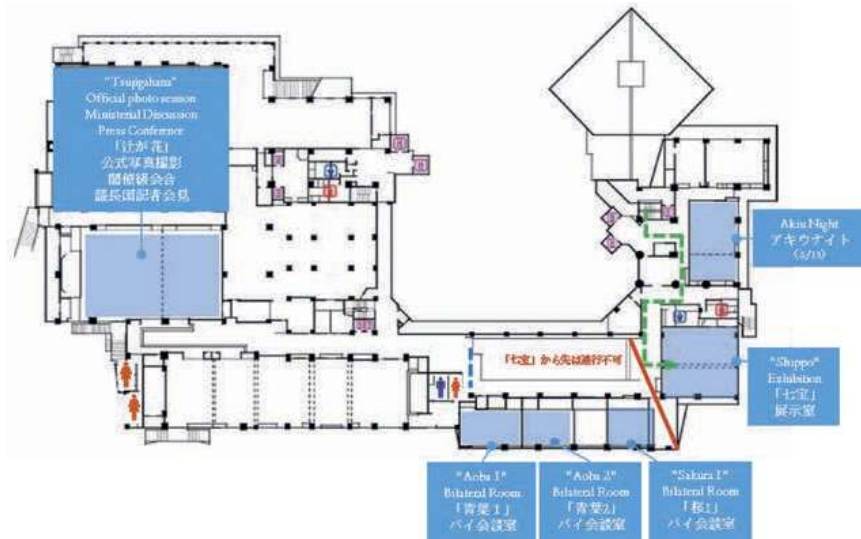 "Tsujigahana"
Official photo session
Ministerial Discussion
Press Conference
「辻が花」
公式写真撮影
閣僚級会合
議長国記者会見
Akiu Night
アキウナイト
「七宝」から先は進行不可
"Shippo"
Exhibition
「七宝」
展示室
"Aoba 1"
Bilateral Room
「青葉1」
バイ会談室
"Aoba 2"
Bilateral Room
「青葉2」
バイ会談室
"Sakura 1"
Bilateral Room
「桜1」
バイ会談室